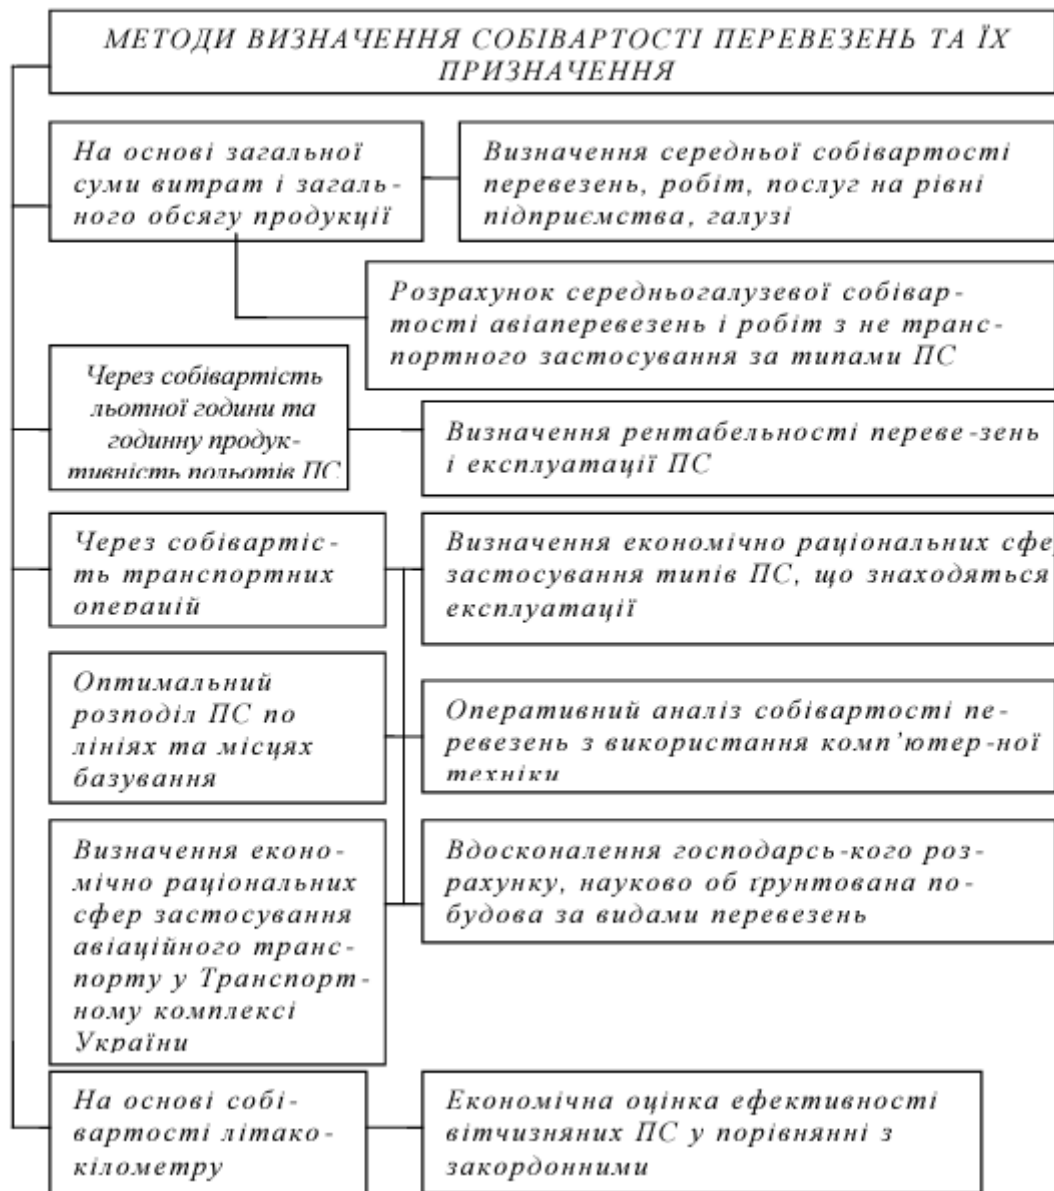 МЕТОДИ ВИЗНАЧЕННЯ СОБІВАРТОСТІ ПЕРЕВЕЗЕНЬ ТА ЇХ
ПРИЗНАЧЕННЯ
На основі загальної
суми витрат і загаль-
ного обсягу продукції
Визначення середньої собівартості
перевезень, робіт, послуг на рівні
підприємства, галузі
Розрахунок середньогалузевої собівар-
тості авіаперевезень і робіт з не транс-
портного застосування за типами ПС
Через собівартість
льотної години та
годинну продук-
тивність польотів ПС
Визначення рентабельності переве-зень
і експлуатації ПС
Через собівартіс-
ть транспортних
операцій
Визначення економічно раціональних сфер
застосування типів ПС, що знаходяться
експлуатації
Оптимальний
розподіл ПС по
лініях та місцях
базування
Оперативний аналіз собівартості пе-
ревезень з використання комп’ютер-ної
техніки
Визначення еконо-
мічно раціональних
сфер застосування
авіаційного транс-
порту у Транспорт-
ному комплексі
України
Вдосконалення господарсь-кого роз-
рахунку, науково об ґрунтована по-
будова за видами перевезень
На основі собі-
вартості літако-
кілометру
Економічна оцінка ефективності
вітчизняних ПС у порівнянні з
закордонними